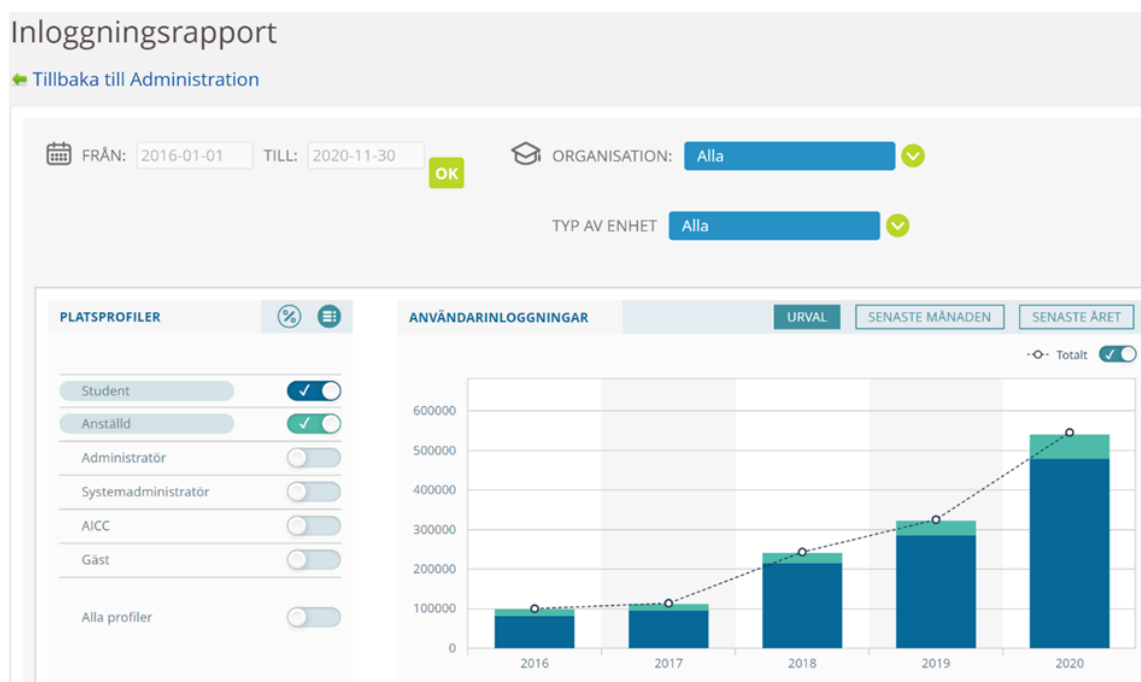 Inloggningsrapport
Tillbaka till Administration
FRÅN: 2016-01-01 TILL: 2020-11-30 OK
ORGANISATION: Alla
TYP AV ENHET Alla
PLATSPROFILER %
Student
Anställd
Administratör
Systemadministratör
AICC
Gäst
Alla profiler
ANVÄNDARINLOGGNINGAR URVAL SENASTE MÅNADEN SENASTE ÅRET
Totalt
600000
500000
400000
300000
200000
100000
0
2016 2017 2018 2019 2020